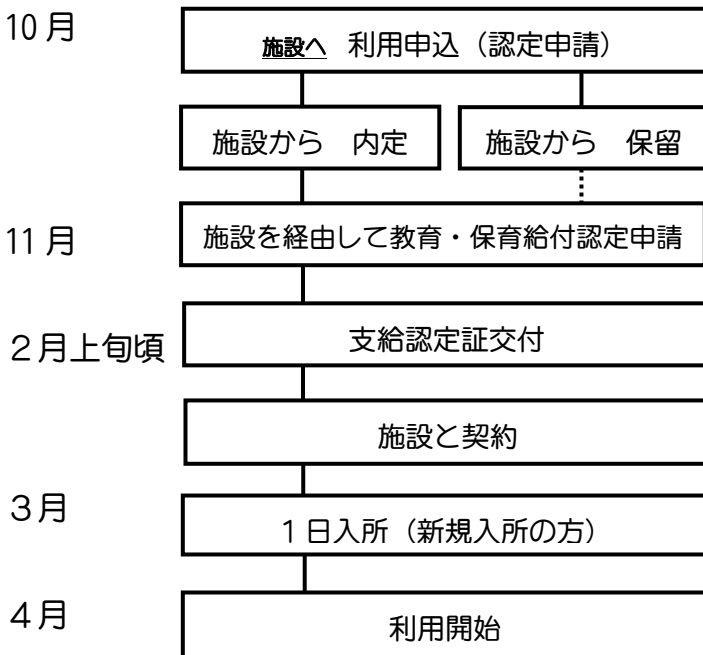 10月
施設へ 利用申込（認定申請）
施設から 内定
施設から 保留
11月
施設を経由して教育・保育給付認定申請
２月上旬頃
支給認定証交付
施設と契約
３月
１日入所（新規入所の方）
４月
利用開始